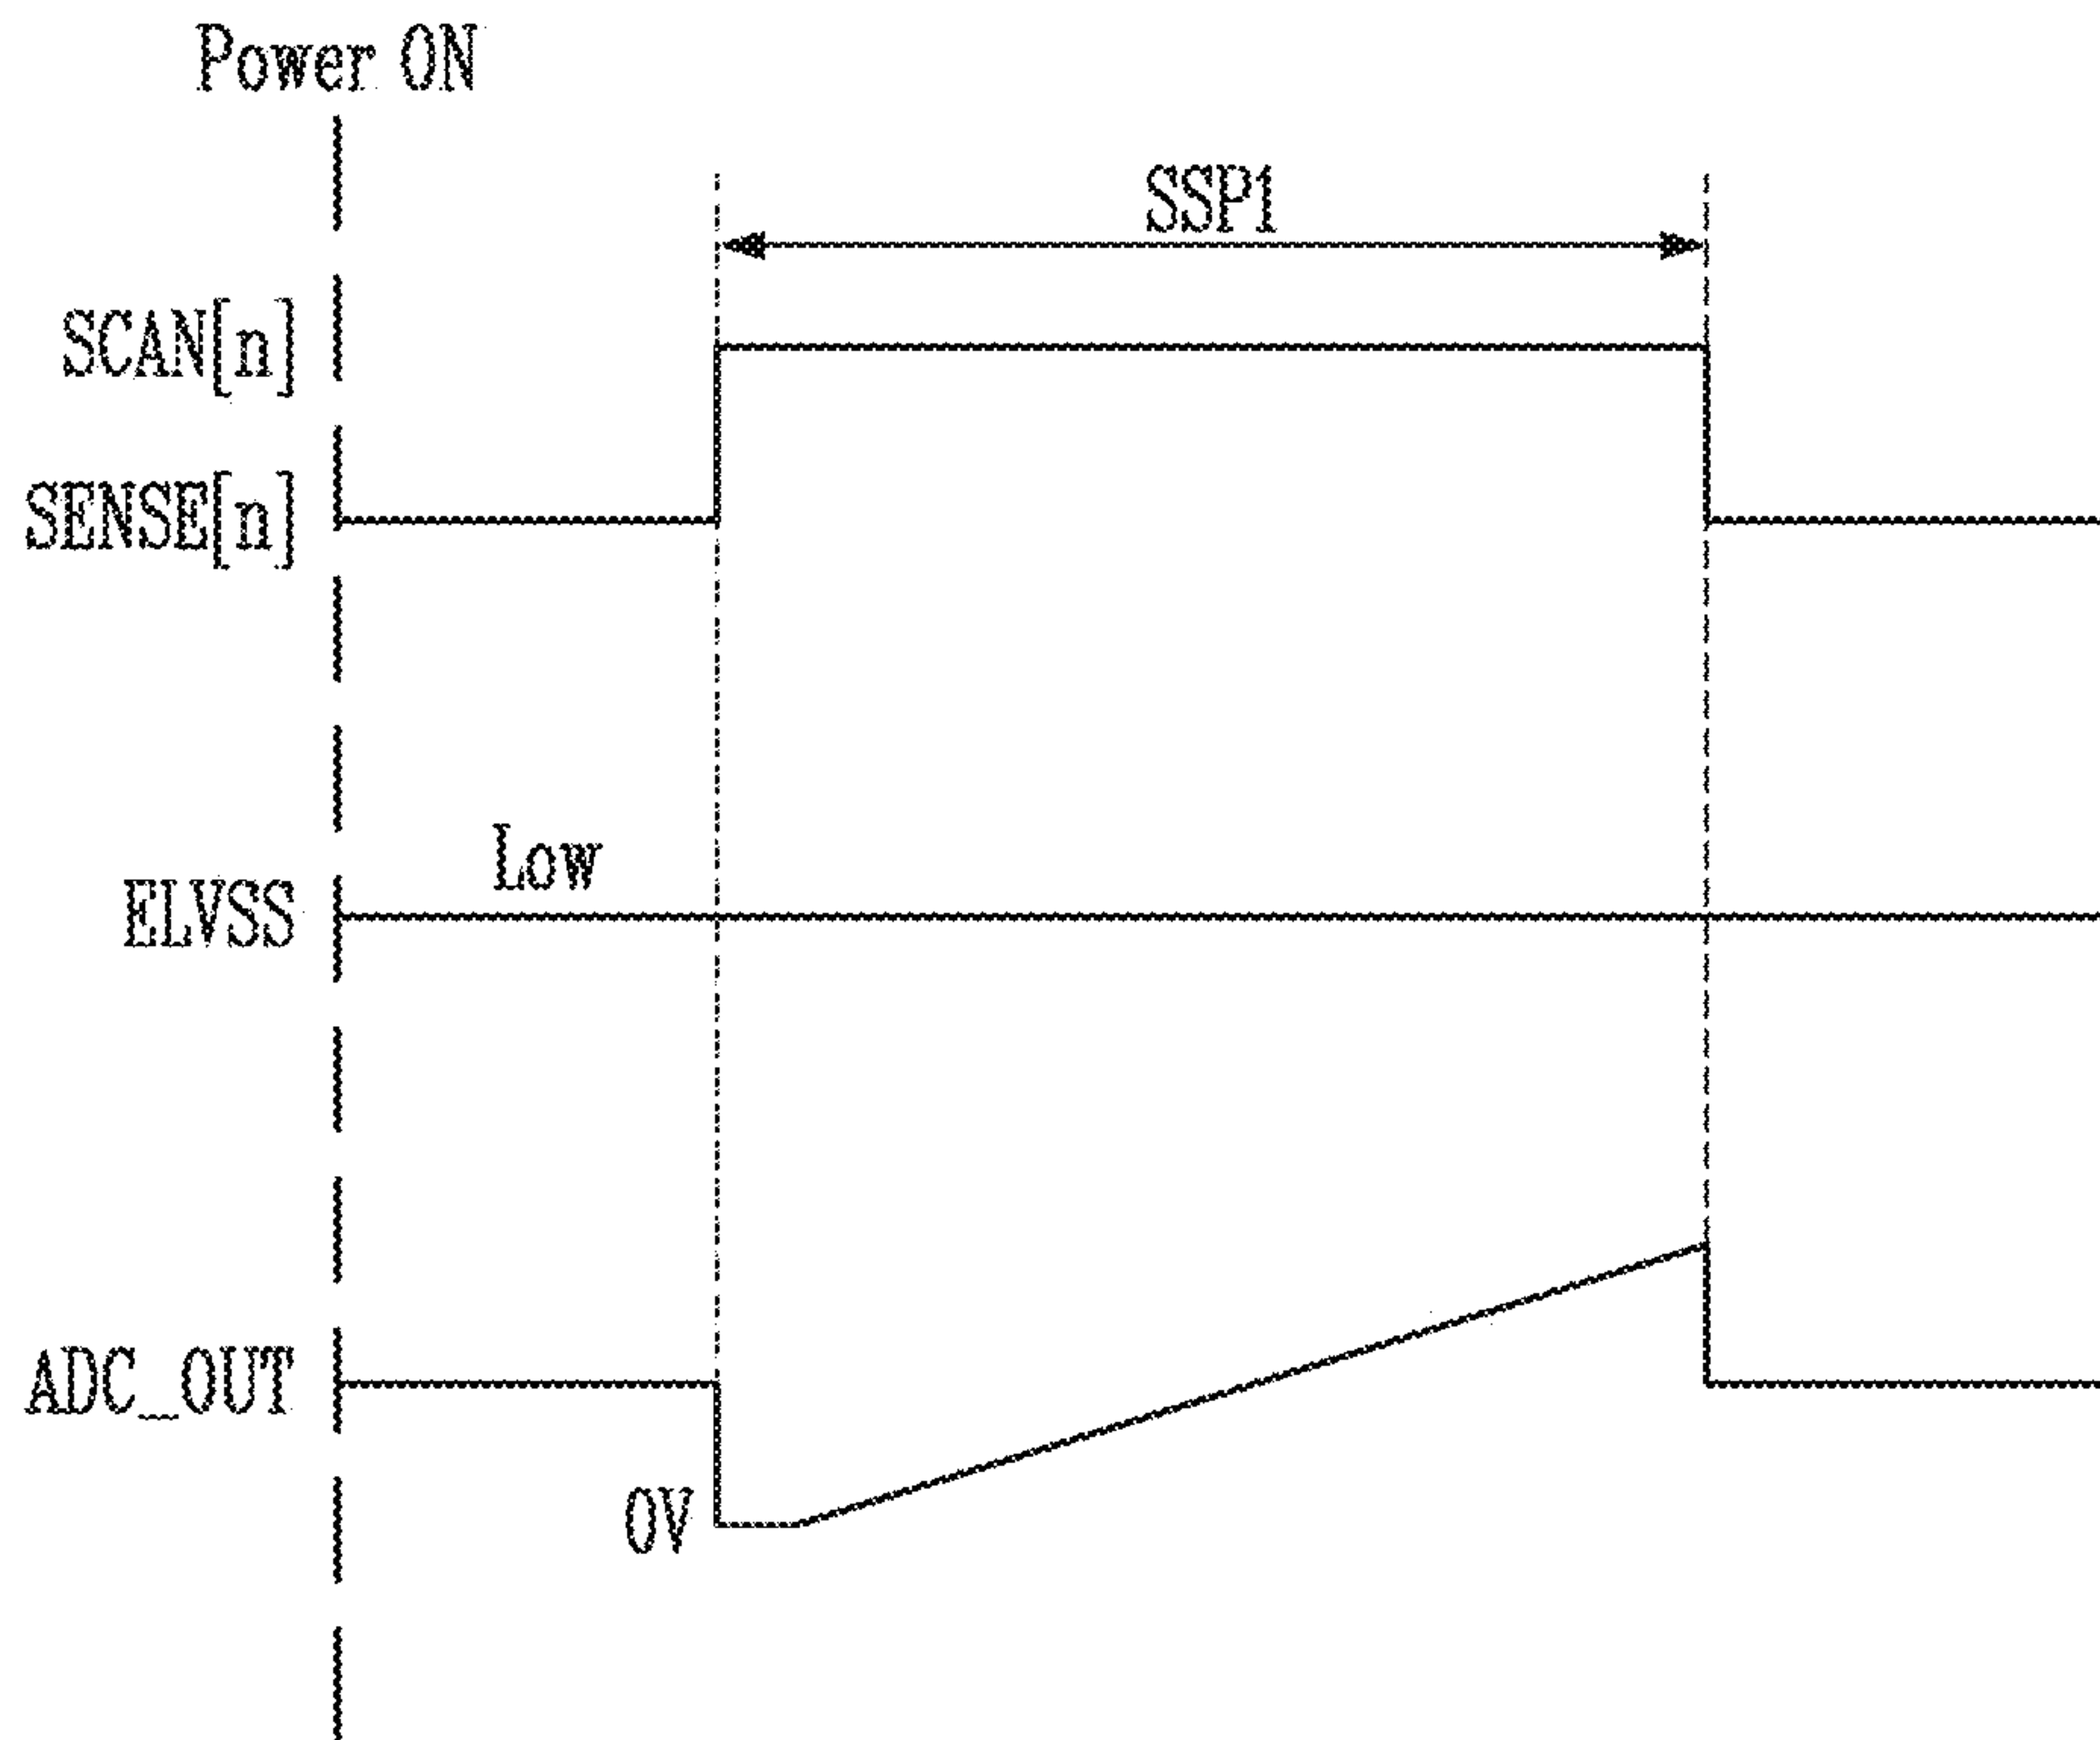 Power ON
SSP1
SCAN[n]
SENSE[n]
Low
ELVSS
ADC_OUT
0V